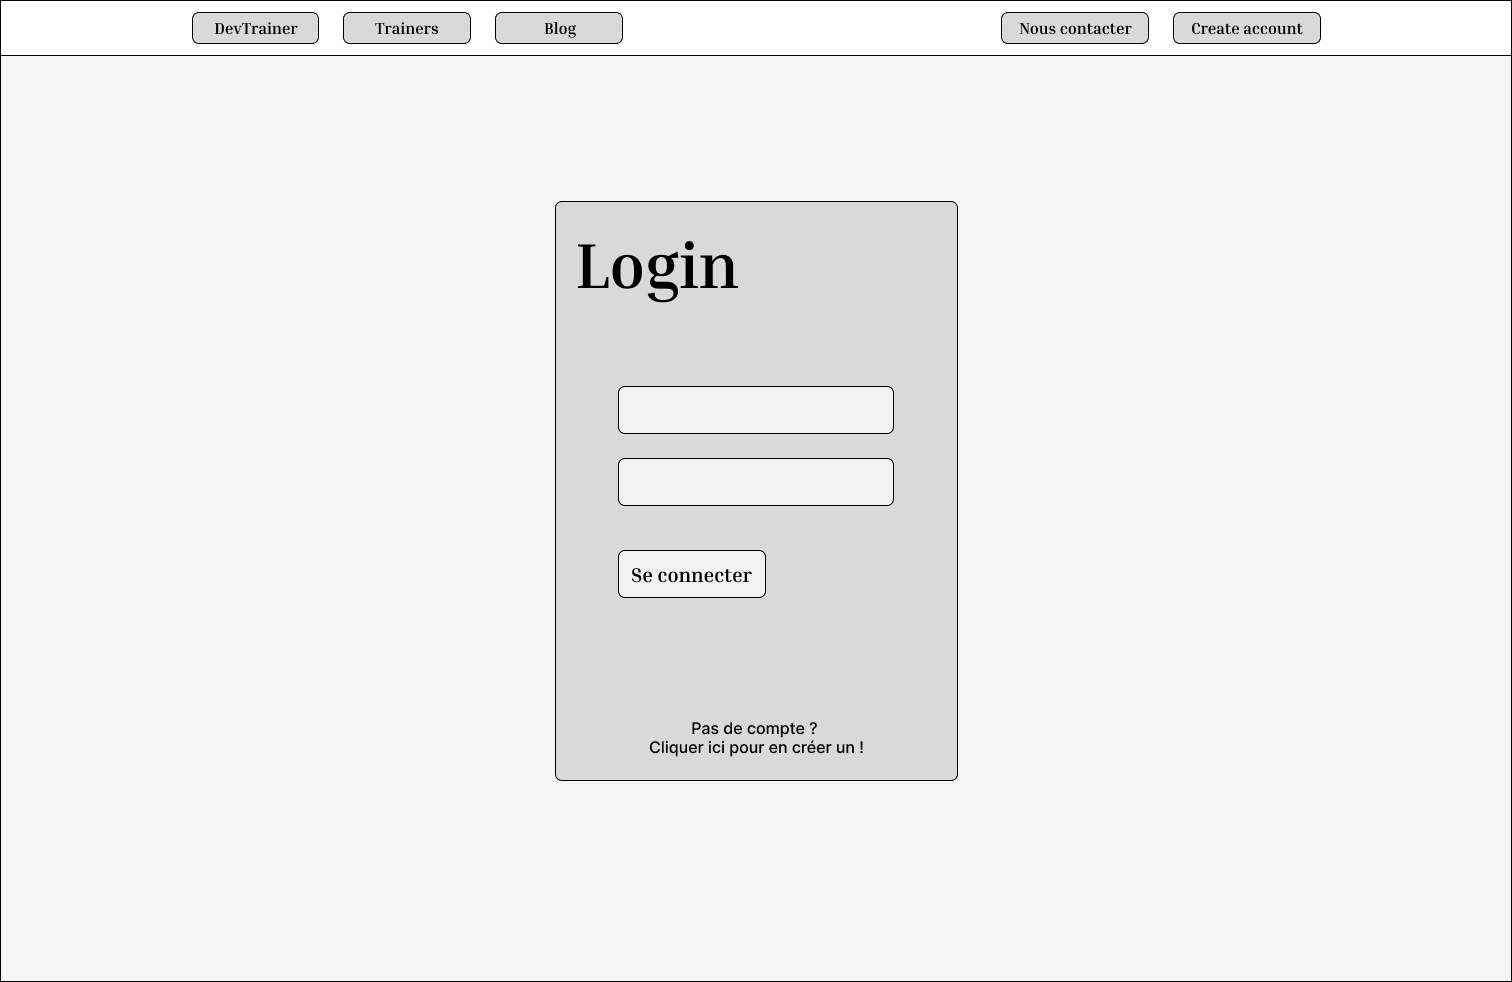 DevTrainer
Trainers
Blog
Nous contacter
Create account
Login
Se connecter
Pas de compte ?
Cliquer ici pour en créer un !